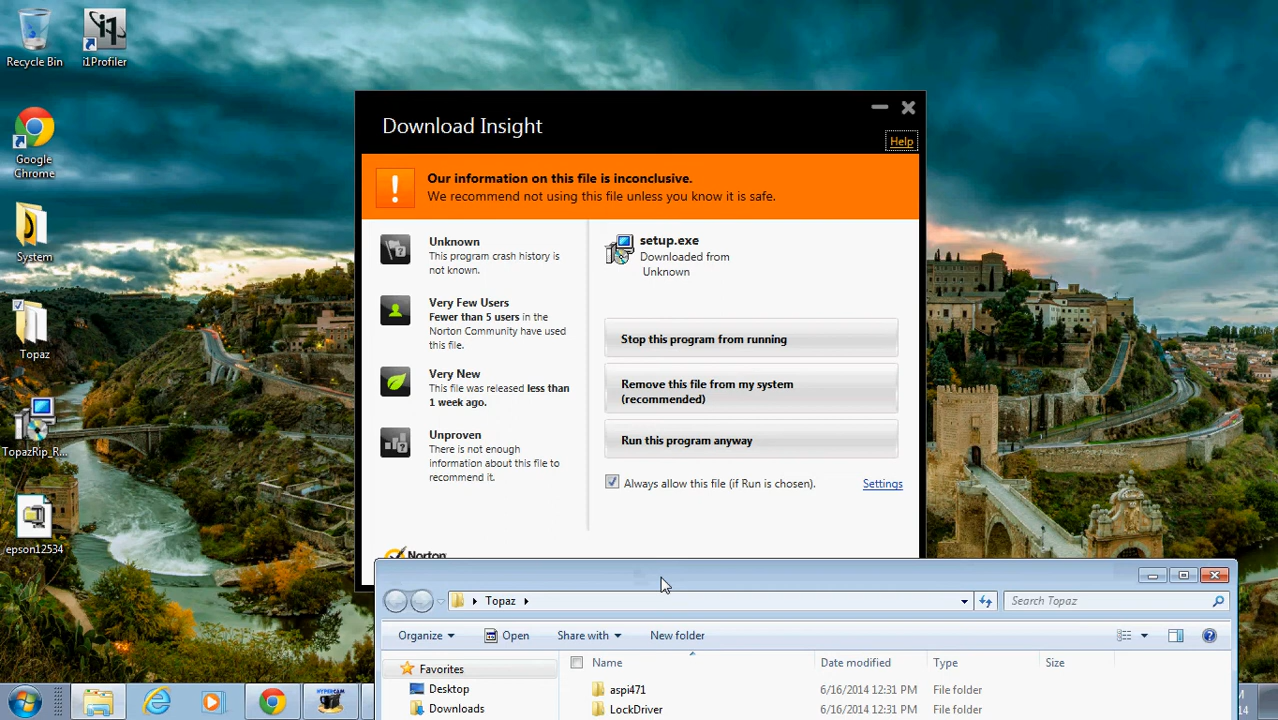 Recycle Bin
i1
i1Profiler
Google
Chrome
System
Topaz
TopazRip_R...
epson12534
Download Insight
Help
Our information on this file is inconclusive.
We recommend not using this file unless you know it is safe.
Unknown
This program crash history is
not known.
Very Few Users
Fewer than 5 users in the
Norton Community have used
this file.
Very New
This file was released less than
1 week ago.
Unproven
There is not enough
information about this file to
recommend it.
setup.exe
Downloaded from
Unknown
Stop this program from running
Remove this file from my system
(recommended)
Run this program anyway
Always allow this file (if Run is chosen).
Settings
Norton
Topaz
Search Topaz
Organize
Open
Share with
New folder
Favorites
Desktop
Downloads
Name
Date modified
Type
Size
aspi471
6/16/2014 12:31 PM
File folder
LockDriver
6/16/2014 12:31 PM
File folder
HYPERCAM